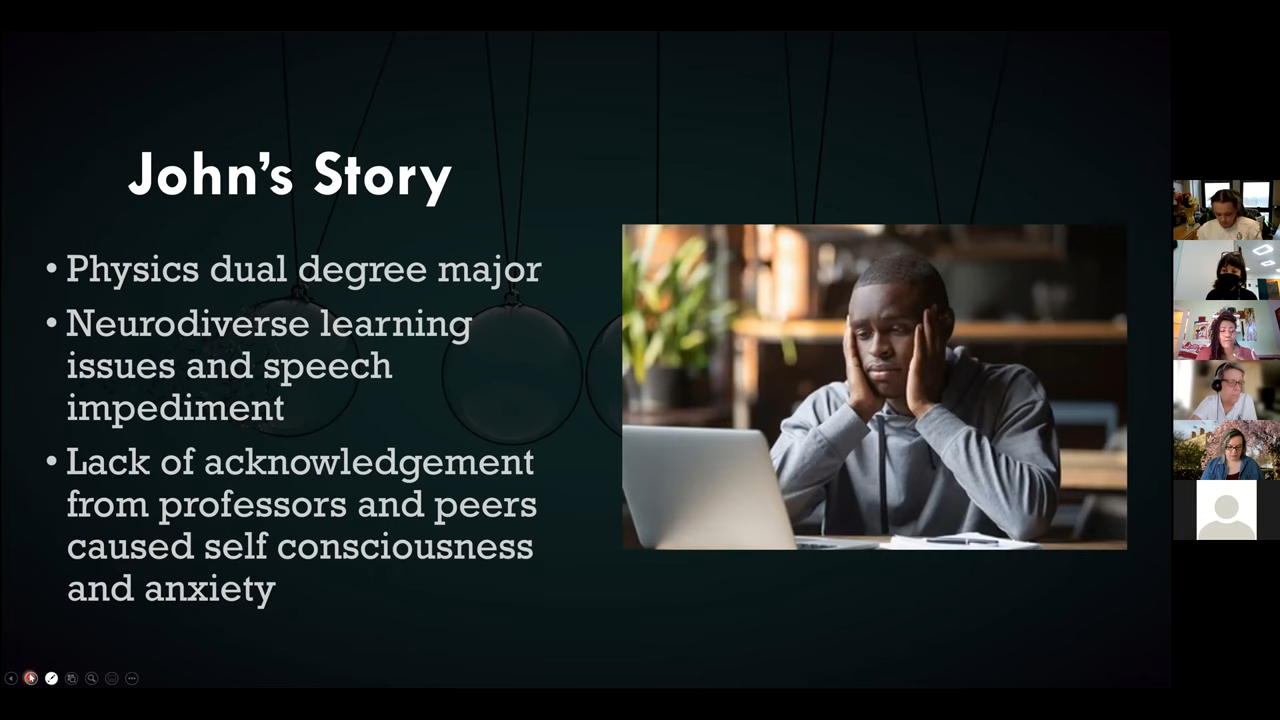 John's Story
• Physics dual degree major
• Neurodiverse learning
issues and speech
impediment
• Lack of acknowledgement
from professors and peers
caused self consciousness
and anxiety